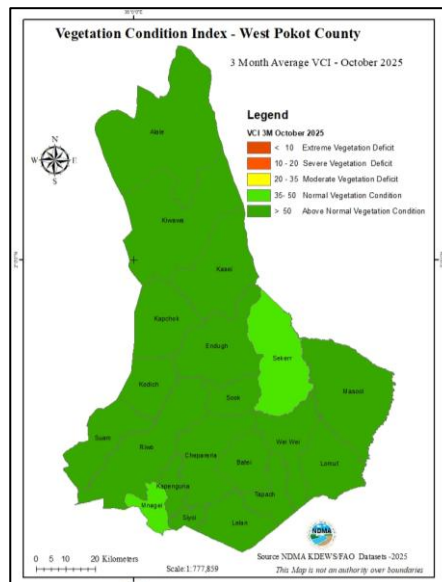 Vegetation Condition Index - West Pokot County
3 Month Average VCI - October 2025
N
W E
S
Legend
VCI 3M October 2025
< 10 Extreme Vegetation Deficit
10 - 20 Severe Vegetation Deficit
20 - 35 Moderate Vegetation Deficit
35- 50 Normal Vegetation Condition
> 50 Above Normal Vegetation Condition
Alale
Kiwawa
Kasei
Kapchok
Endugh
Sekerr
Kodich
Sook
Masool
Suam
Riwo
Wei Wei
Chepareria
Batei
Lomut
Kapenguria
Mnagei
Tapach
Siyoi
Lelan
NDMA
0 5 10 20 Kilometers
Scale:1:777,859
Source NDMA KDEWS/FAO Datasets -2025
This Map is not an authority over boundaries